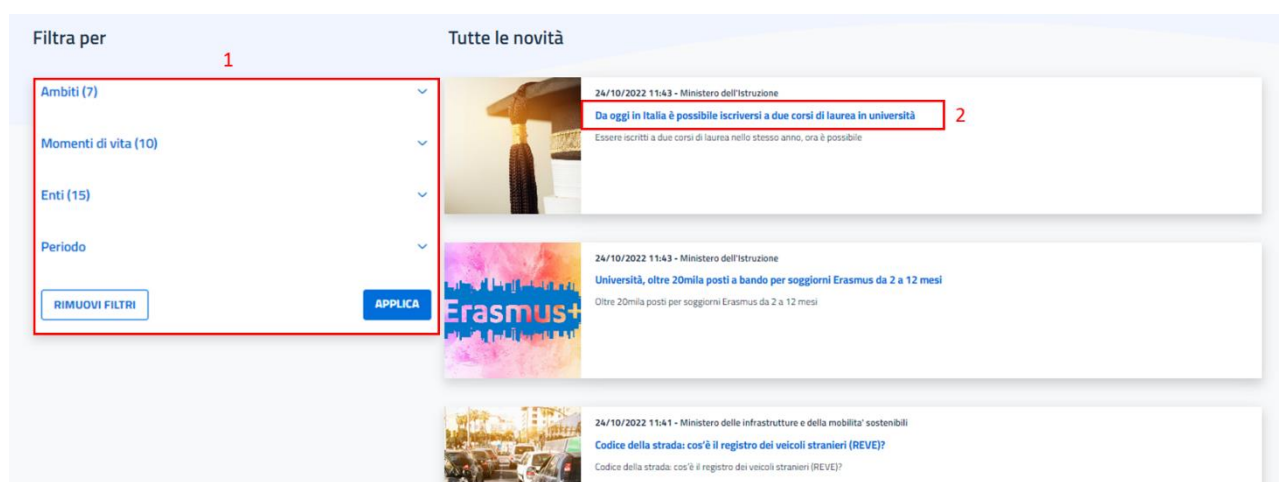 Filtra per
1
Ambiti (7)
Momenti di vita (10)
Enti (15)
Periodo
RIMUOVI FILTRI
APPLICA
Tutte le novità
24/10/2022 11:43 - Ministero dell'Istruzione
Da oggi in Italia è possibile iscriversi a due corsi di laurea in università
2
Essere iscritti a due corsi di laurea nello stesso anno, ora è possibile
Erasmus+
24/10/2022 11:43 - Ministero dell'Istruzione
Università, oltre 20mila posti a bando per soggiorni Erasmus da 2 a 12 mesi
Oltre 20mila posti per soggiorni Erasmus da 2 a 12 mesi
24/10/2022 11:41 - Ministero delle infrastrutture e della mobilita' sostenibili
Codice della strada: cos'è il registro dei veicoli stranieri (REVE)?
Codice della strada: cos'è il registro dei veicoli stranieri (REVE)?